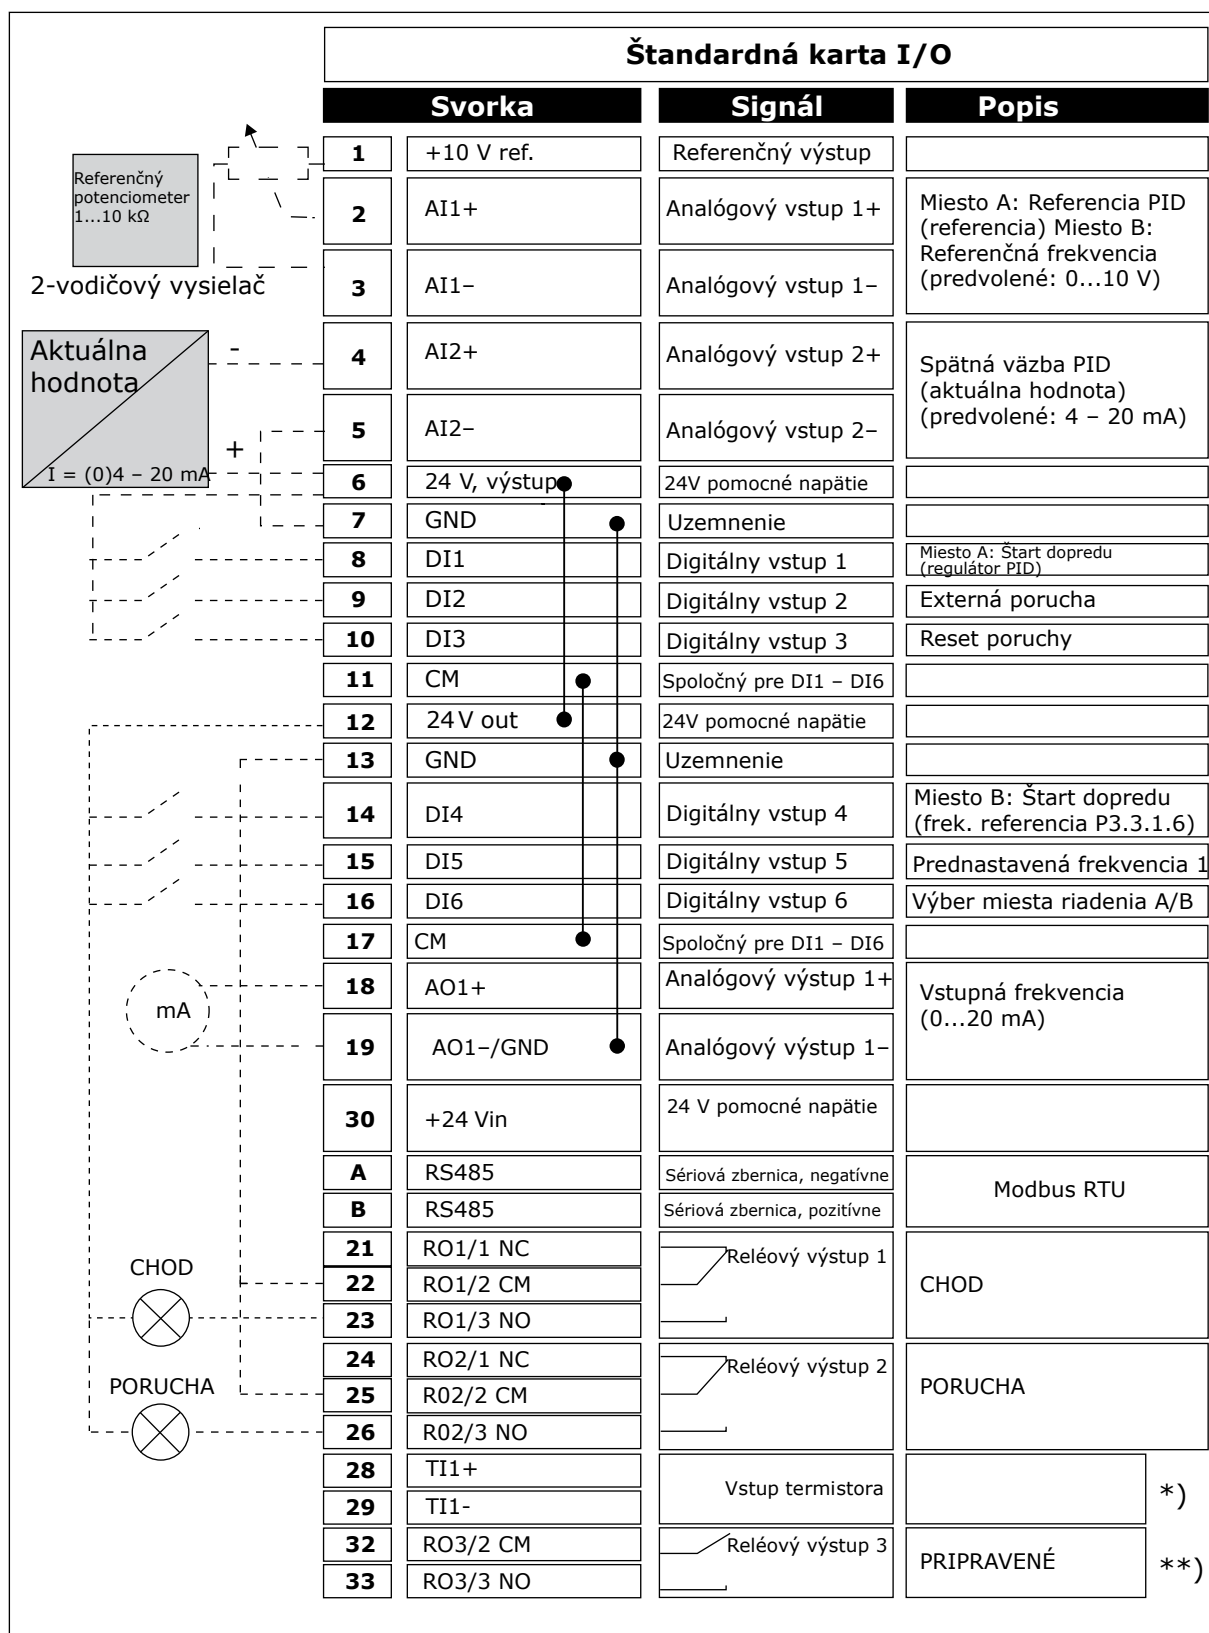 Štandardná karta I/O
Svorka Signál Popis
Referenčný
potenciometer
1...10 kΩ
2-vodičový vysielač
1 +10 V ref. Referenčný výstup
2 AI1+ Analógový vstup 1+
3 AI1– Analógový vstup 1–
Miesto A: Referencia PID
(referencia) Miesto B:
Referenčná frekvencia
(predvolené: 0...10 V)
Aktuálna
hodnota
-
+
I = (0)4 – 20 mA
4 AI2+ Analógový vstup 2+
5 AI2– Analógový vstup 2–
Spätná väzba PID
(aktuálna hodnota)
(predvolené: 4 – 20 mA)
6 24 V, výstup 24V pomocné napätie
7 GND Uzemnenie
8 DI1 Digitálny vstup 1
Miesto A: Štart dopredu
(regulátor PID)
9 DI2 Digitálny vstup 2 Externá porucha
10 DI3 Digitálny vstup 3 Reset poruchy
11 CM Spoločný pre DI1 – DI6
12 24 V out 24V pomocné napätie
13 GND Uzemnenie
14 DI4 Digitálny vstup 4
Miesto B: Štart dopredu
(frek. referencia P3.3.1.6)
15 DI5 Digitálny vstup 5 Prednastavená frekvencia 1
16 DI6 Digitálny vstup 6 Výber miesta riadenia A/B
17 CM Spoločný pre DI1 – DI6
mA
18 AO1+ Analógový výstup 1+
19 AO1–/GND Analógový výstup 1–
Vstupná frekvencia
(0...20 mA)
30 +24 Vin 24 V pomocné napätie
A RS485 Sériová zbernica, negatívne
B RS485 Sériová zbernica, pozitívne
Modbus RTU
CHOD
21 RO1/1 NC Reléový výstup 1
22 RO1/2 CM CHOD
23 RO1/3 NO
PORUCHA
24 RO2/1 NC Reléový výstup 2
25 R02/2 CM PORUCHA
26 R02/3 NO
28 TI1+
29 TI1-
Vstup termistora *)
32 RO3/2 CM Reléový výstup 3
33 RO3/3 NO
PRIPRAVENÉ **)